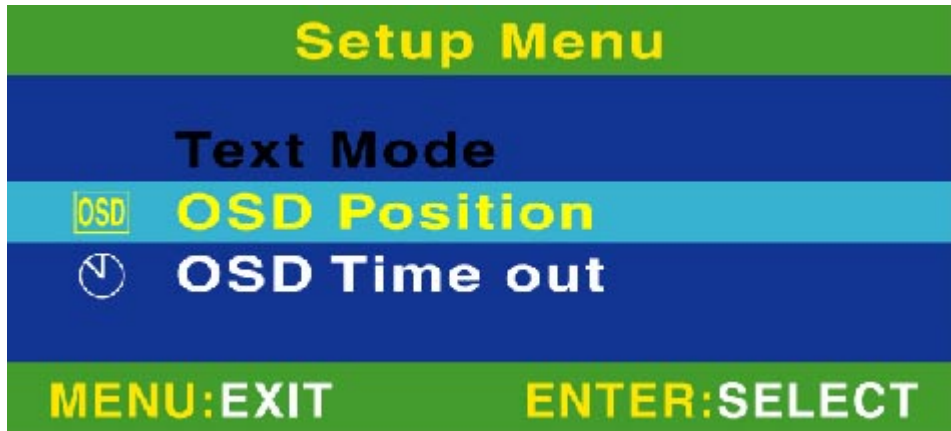 Setup Menu
Text Mode
OSD OSD Position
OSD Time out
MENU:EXIT ENTER:SELECT